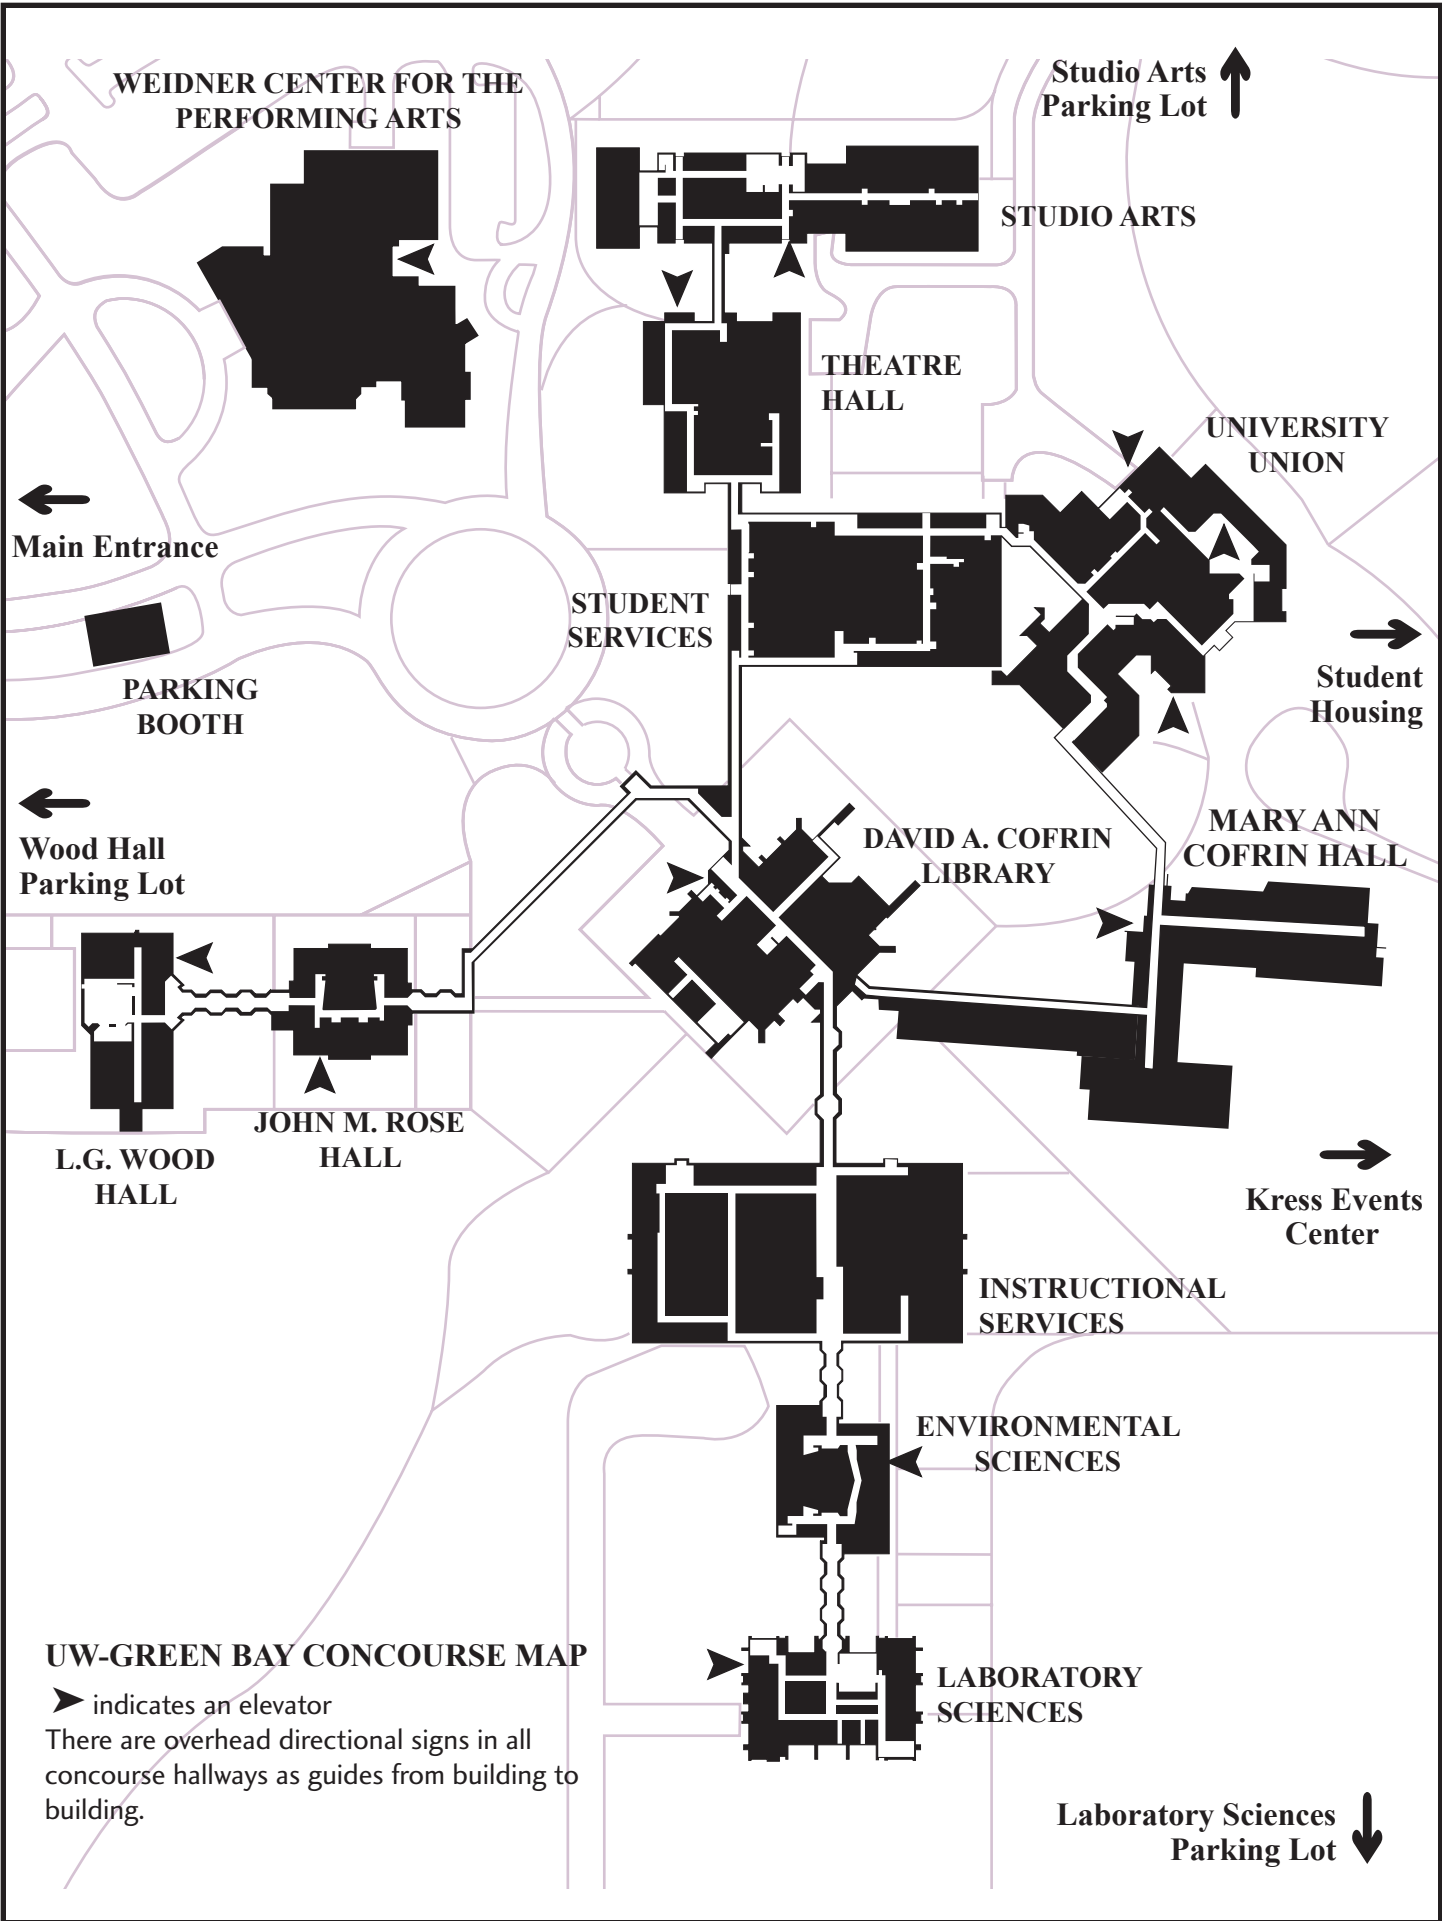 WEIDNER CENTER FOR THE
PERFORMING ARTS
Studio Arts
Parking Lot
STUDIO ARTS
THEATRE
HALL
UNIVERSITY
UNION
Main Entrance
STUDENT
SERVICES
PARKING
BOOTH
Student
Housing
Wood Hall
Parking Lot
DAVID A. COFRIN
LIBRARY
MARY ANN
COFRIN HALL
JOHN M. ROSE
HALL
L.G. WOOD
HALL
Kress Events
Center
INSTRUCTIONAL
SERVICES
ENVIRONMENTAL
SCIENCES
UW-GREEN BAY CONCOURSE MAP
indicates an elevator
There are overhead directional signs in all
concourse hallways as guides from building to
building.
LABORATORY
SCIENCES
Laboratory Sciences
Parking Lot